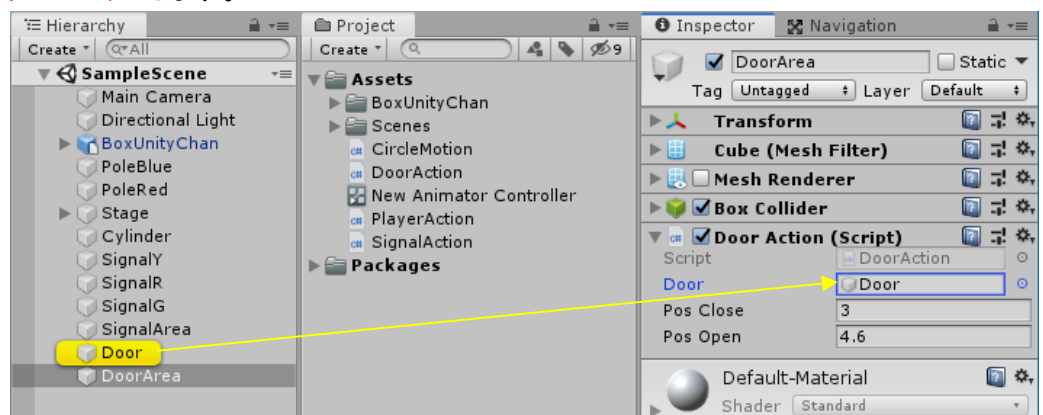 Hierarchy
Create
All
SampleScene
Main Camera
Directional Light
BoxUnityChan
PoleBlue
PoleRed
Stage
Cylinder
SignalY
SignalR
SignalG
SignalArea
Door
DoorArea
Project
Create
9
Assets
BoxUnityChan
Scenes
CircleMotion
DoorAction
New Animator Controller
PlayerAction
SignalAction
Packages
Inspector Navigation
DoorArea Static
Tag Untagged Layer Default
Transform
Cube (Mesh Filter)
Mesh Renderer
Box Collider
Door Action (Script)
Script DoorAction
Door Door
Pos Close 3
Pos Open 4.6
Default-Material
Shader Standard